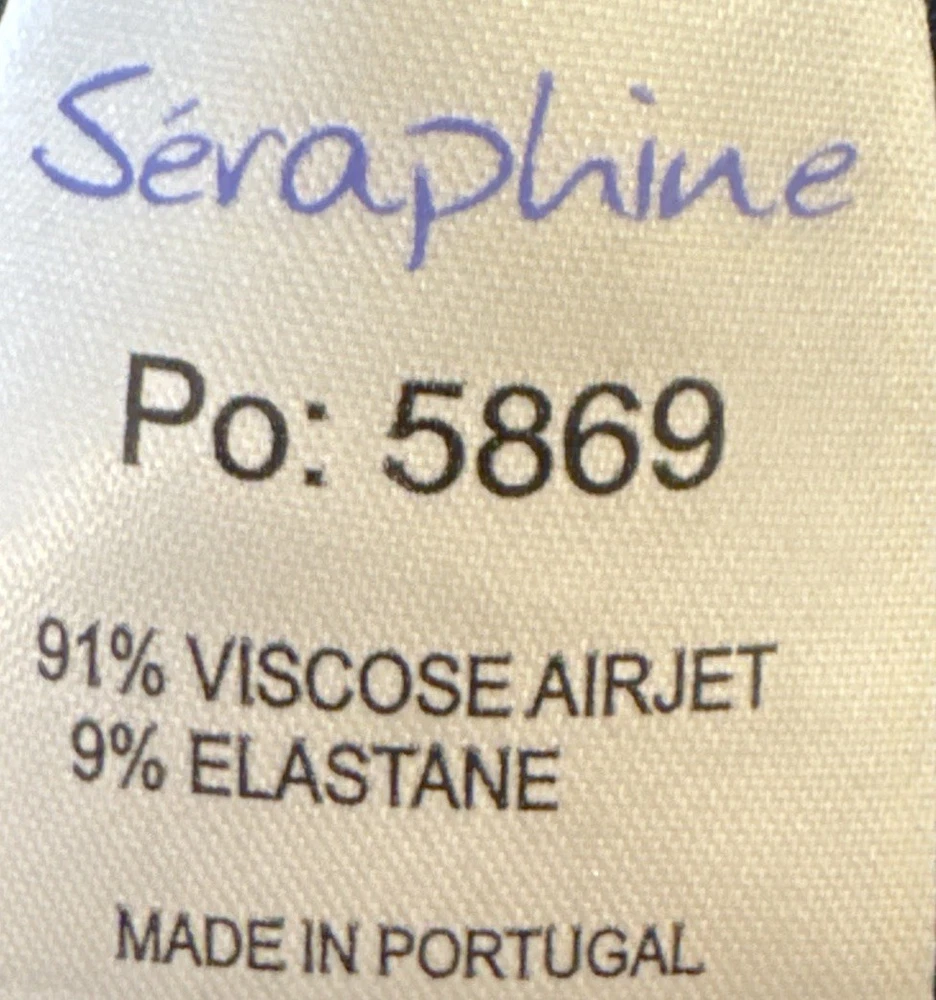 Séraphine
Po: 5869
91% VISCOSE AIRJET
9% ELASTANE
MADE IN PORTUGAL